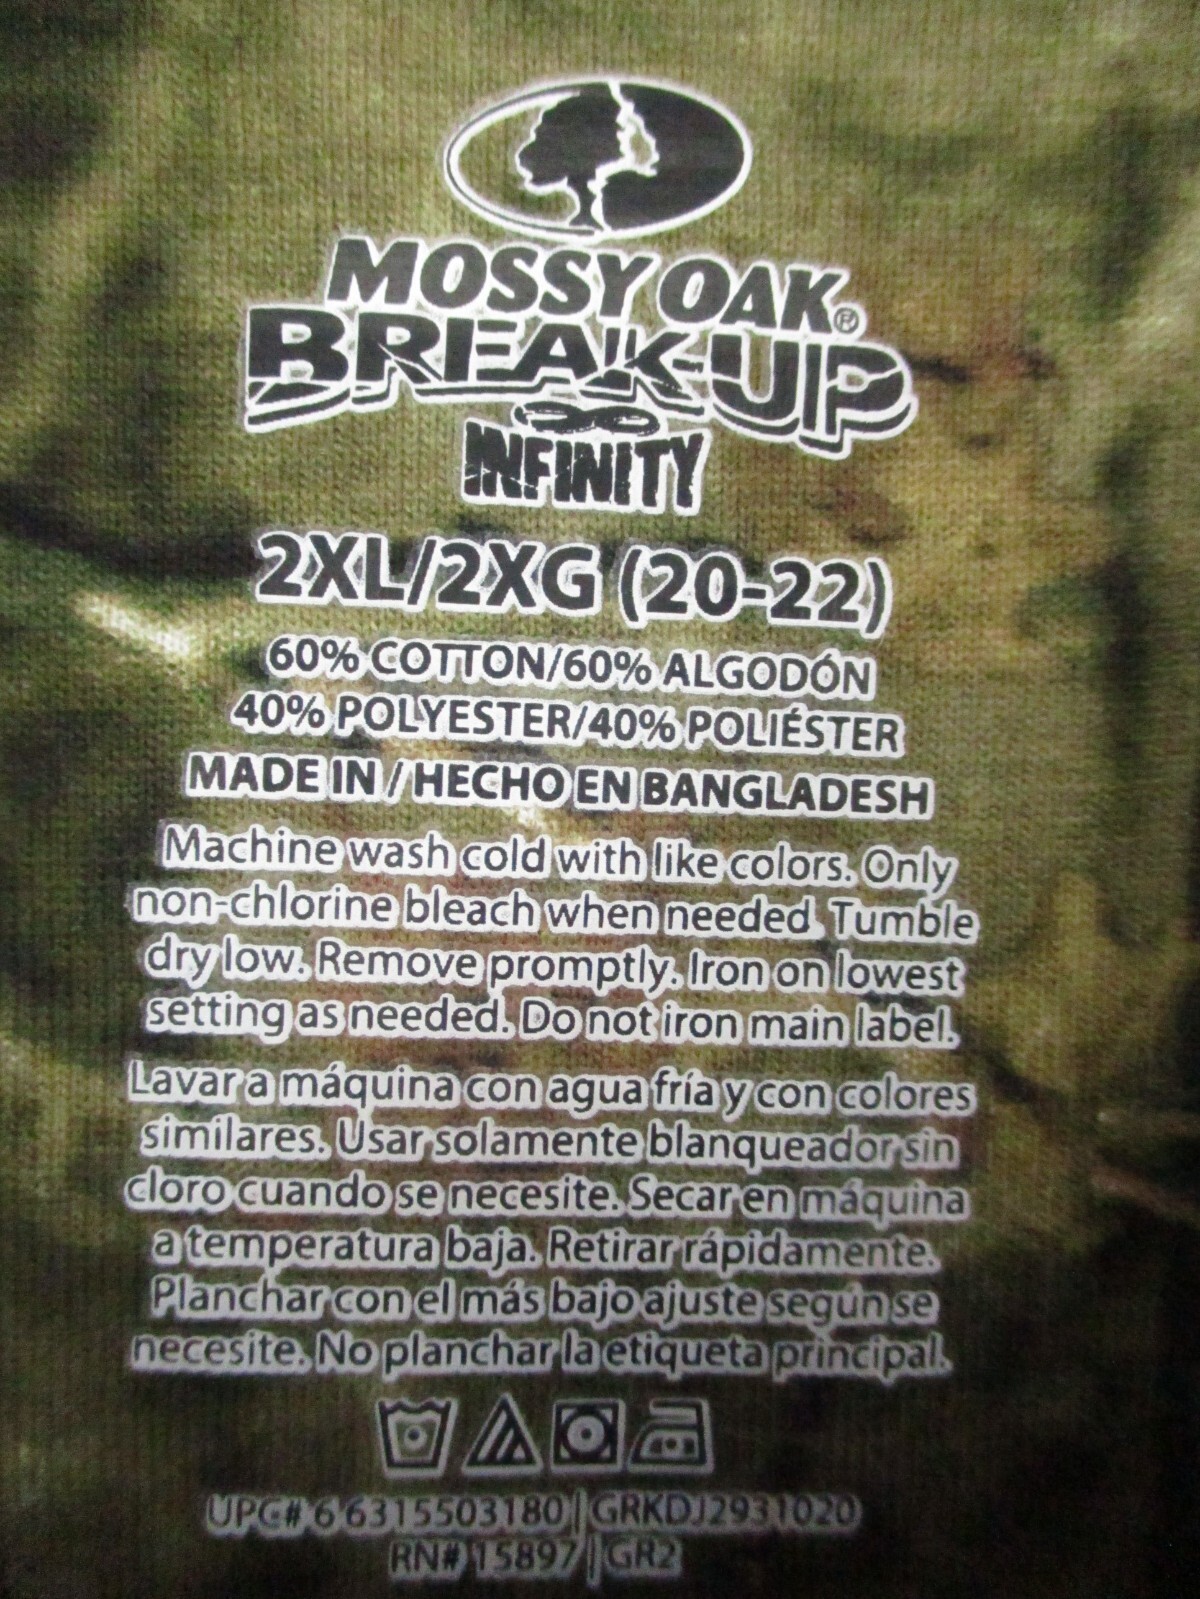 MOSSY OAK®
BREAK-UP
INFINITY
2XL/2XG (20-22)
60% COTTON/60% ALGODÓN
40% POLYESTER/40% POLIÉSTER
MADE IN / HECHO EN BANGLADESH
Machine wash cold with like colors. Only
non-chlorine bleach when needed. Tumble
dry low. Remove promptly. Iron on lowest
setting as needed. Do not iron main label.
Lavar a máquina con agua fría y con colores
similares. Usar solamente blanqueador sin
cloro cuando se necesite. Secar en máquina
a temperatura baja. Retirar rápidamente.
Planchar con el más bajo ajuste según se
necesite. No planchar la etiqueta principal.
UPC# 6 6315503180 | GRKDJ2931020
RN# 15897 | GR2